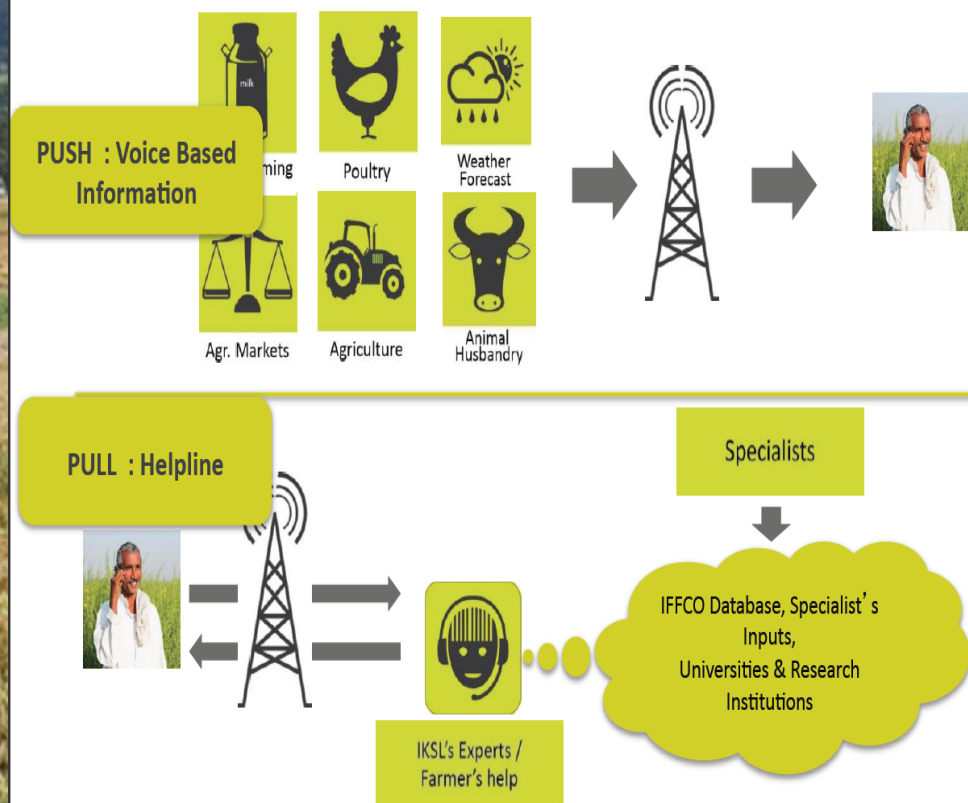 milk
PUSH : Voice Based
Information
ming
Poultry
Weather
Forecast
Agr. Markets
Agriculture
Animal
Husbandry
PULL : Helpline
Specialists
IFFCO Database, Specialist's
Inputs,
Universities & Research
Institutions
IKSL's Experts /
Farmer's help